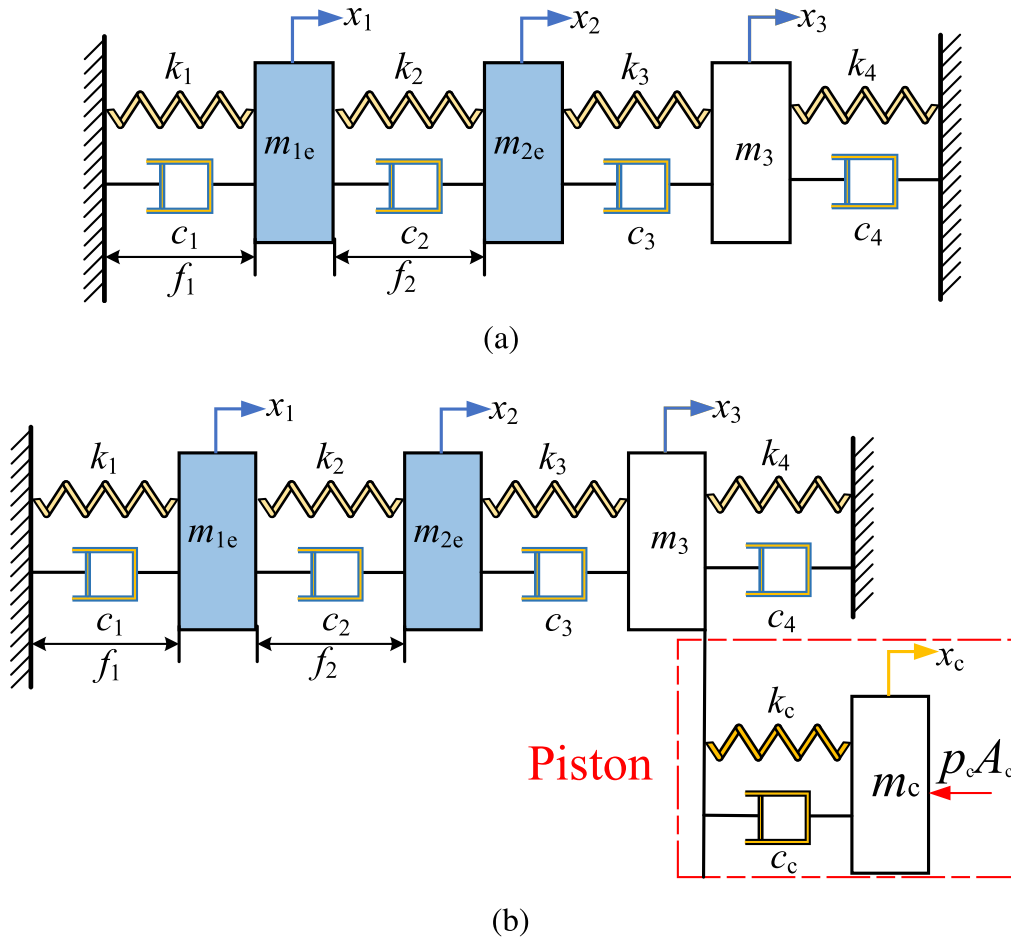 x1 x2 x3
k1 k2 k3 k4
m1e m2e m3
c1 c2 c3 c4
f1 f2
(a)
x1 x2 x3
k1 k2 k3 k4
m1e m2e m3
c1 c2 c3 c4
f1 f2
xc
kc
Piston
pcAc
mc
cc
(b)